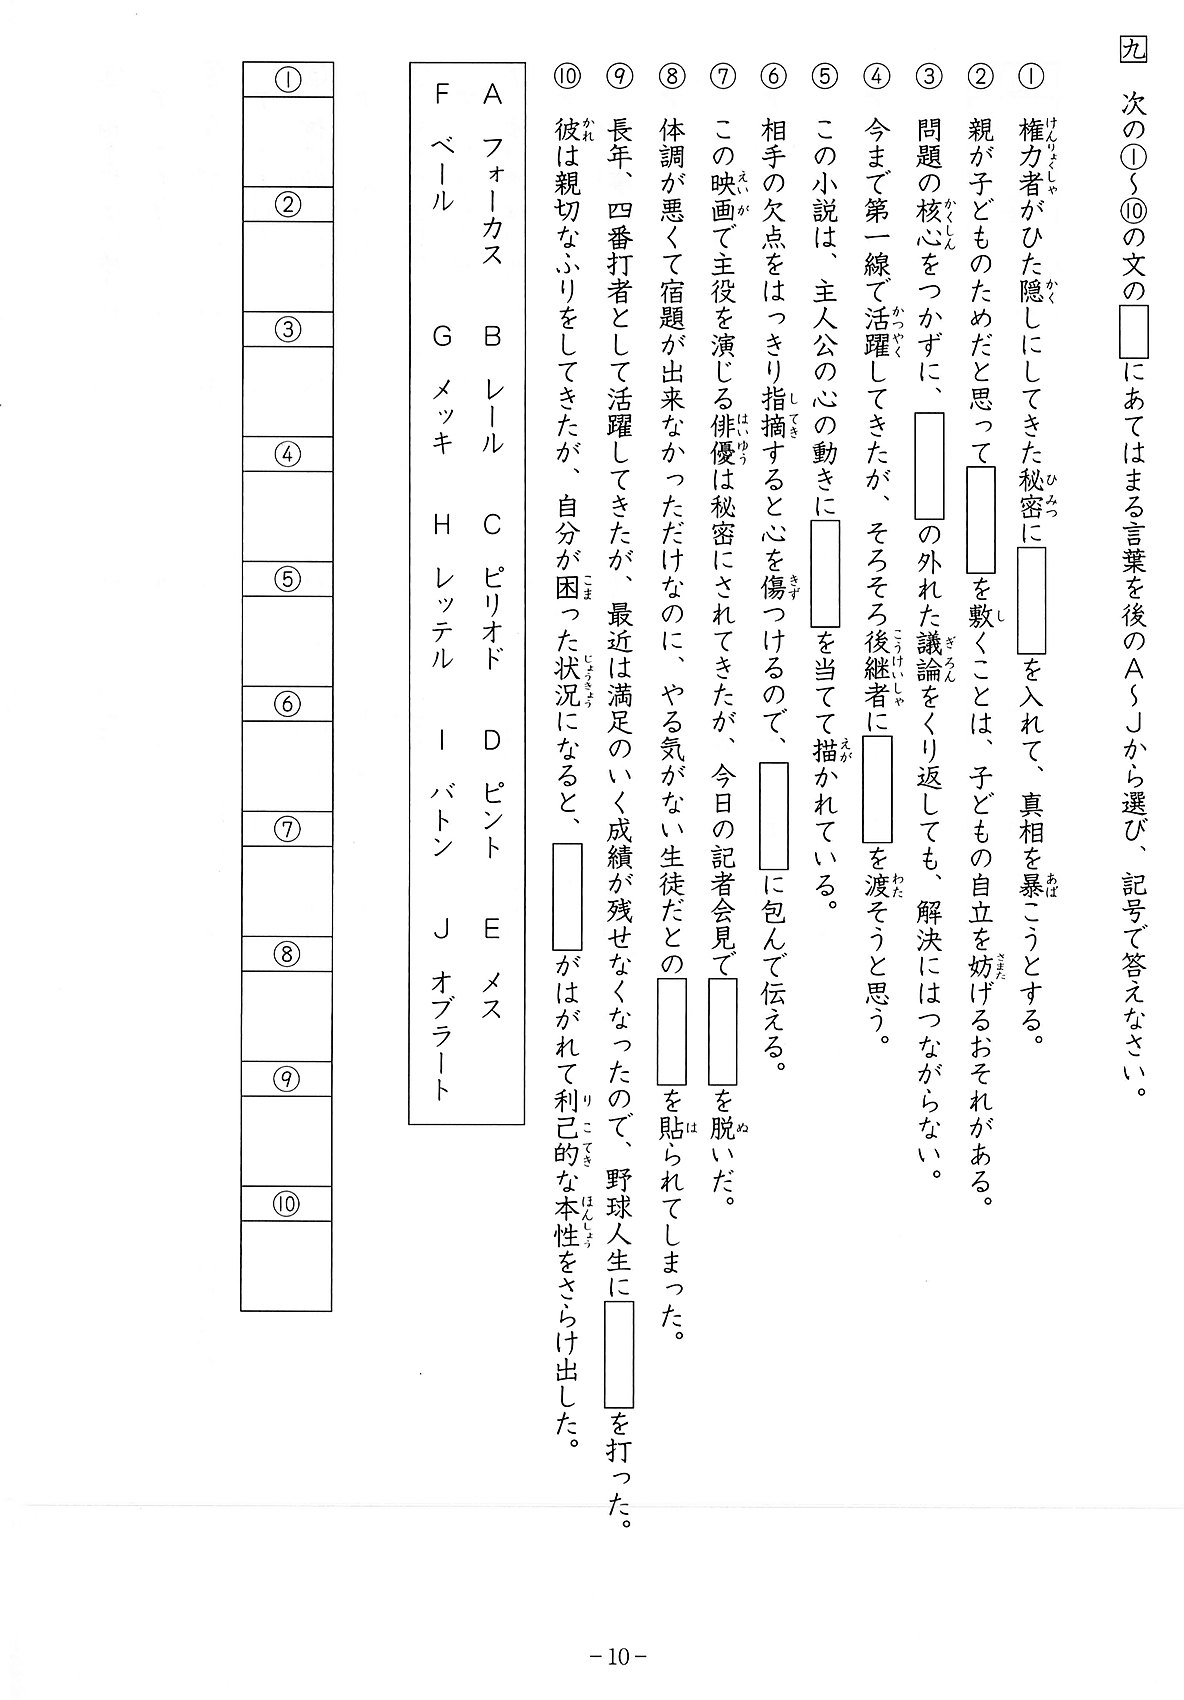 九 次の①～⑩の文の□にあてはまる言葉を後のA～Jから選び、記号で答えなさい。
① 権力者がひた隠しにしてきた秘密に□を入れて、真相を暴こうとする。
② 親が子どものためだと思って□を敷くことは、子どもの自立を妨げるおそれがある。
③ 問題の核心をつかずに、□の外れた議論をくり返しても、解決にはつながらない。
④ 今まで第一線で活躍してきたが、そろそろ後継者に□を渡そうと思う。
⑤ この小説は、主人公の心の動きに□を当てて描かれている。
⑥ 相手の欠点をはっきり指摘すると心を傷つけるので、□に包んで伝える。
⑦ この映画で主役を演じる俳優は秘密にされてきたが、今日の記者会見で□を脱いだ。
⑧ 体調が悪くて宿題が出来なかっただけなのに、やる気がない生徒だとの□を貼られてしまった。
⑨ 長年、四番打者として活躍してきたが、最近は満足のいく成績が残せなくなったので、野球人生に□を打った。
⑩ 彼は親切なふりをしてきたが、自分が困った状況になると、□がはがれて利己的な本性をさらけ出した。
A フォーカス B レール C ピリオド D ピント E メス
F ベール G メッキ H レッテル I バトン J オブラート
① ② ③ ④ ⑤ ⑥ ⑦ ⑧ ⑨ ⑩
－10－